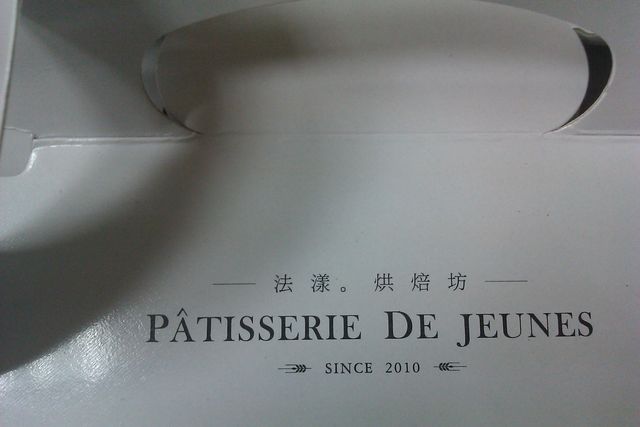 法漾。烘焙坊
PÂTISSERIE DE JEUNES
SINCE 2010